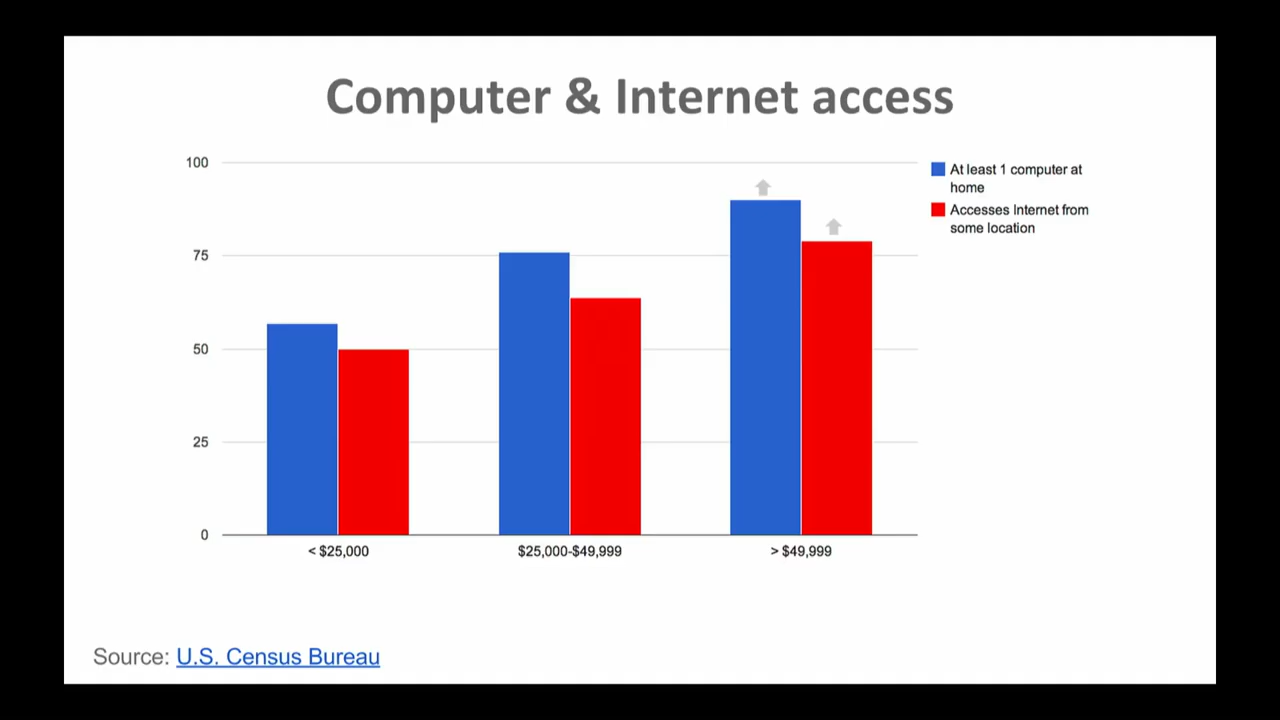 Computer & Internet access
100
75
50
25
0
At least 1 computer at
home
Accesses Internet from
some location
< $25,000
$25,000-$49,999
> $49,999
Source: U.S. Census Bureau